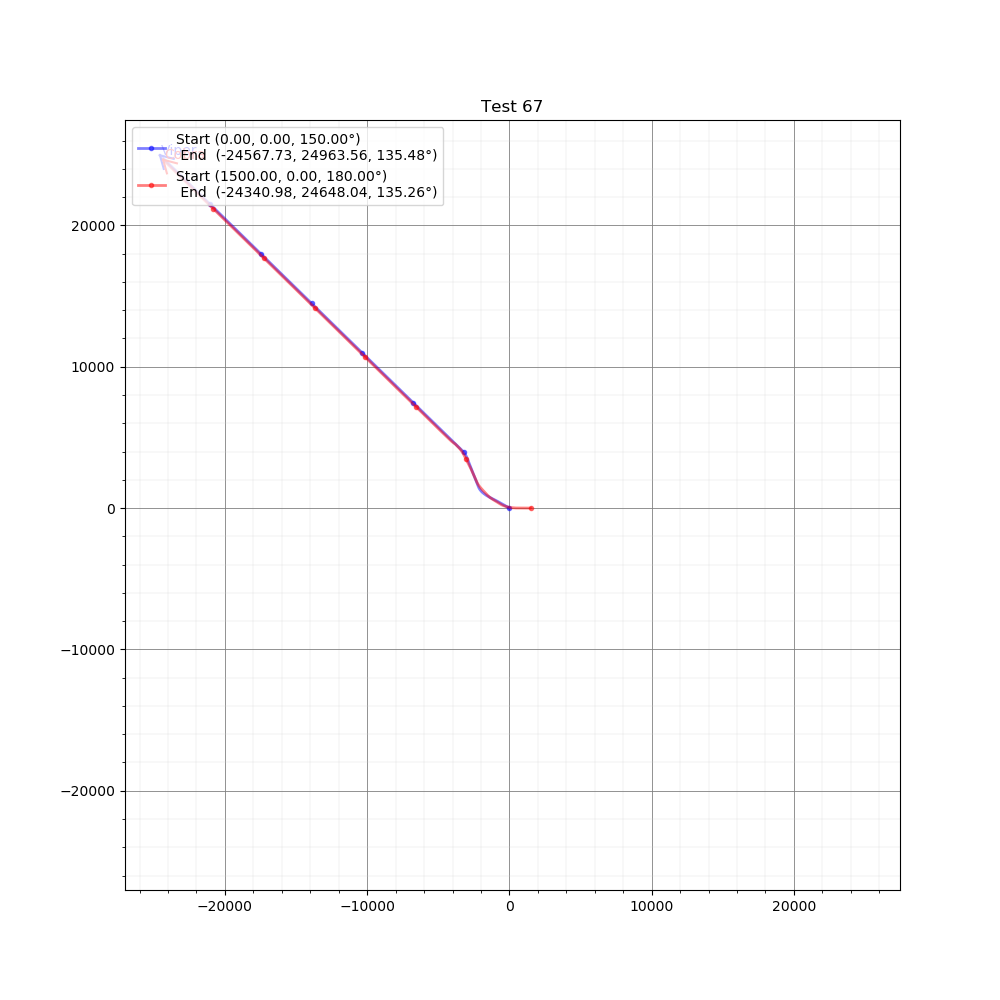 Test 67
Start (0.00, 0.00, 150.00°)
End (-24567.73, 24963.56, 135.48°)
Start (1500.00, 0.00, 180.00°)
End (-24340.98, 24648.04, 135.26°)
20000
10000
0
−10000
−20000
−20000 −10000 0 10000 20000